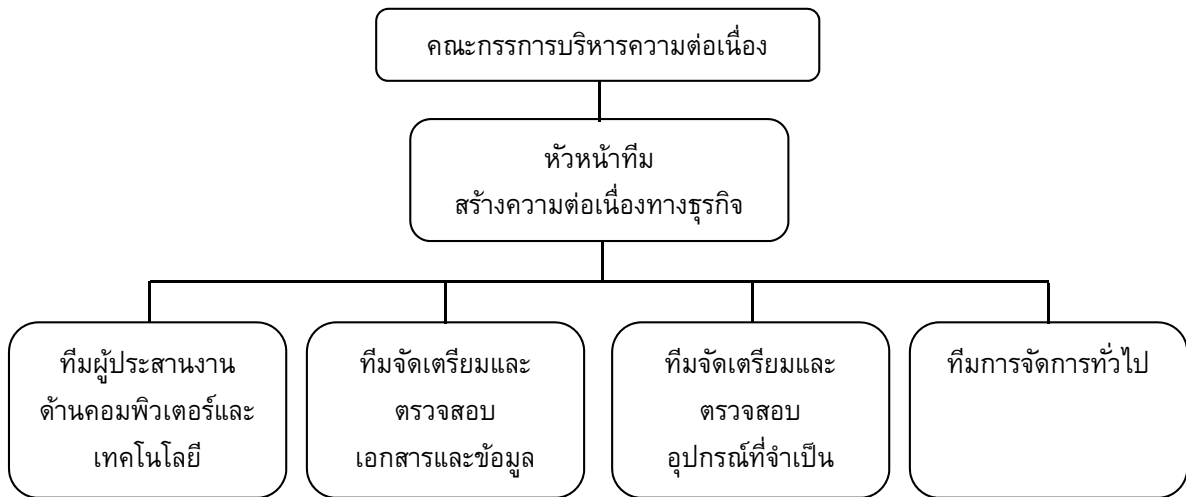 คณะกรรการบริหารความต่อเนื่อง
หัวหน้าทีม
สร้างความต่อเนื่องทางธุรกิจ
ทีมผู้ประสานงาน
ด้านคอมพิวเตอร์และ
เทคโนโลยี
ทีมจัดเตรียมและ
ตรวจสอบ
เอกสารและข้อมูล
ทีมจัดเตรียมและ
ตรวจสอบ
อุปกรณ์ที่จำเป็น
ทีมการจัดการทั่วไป